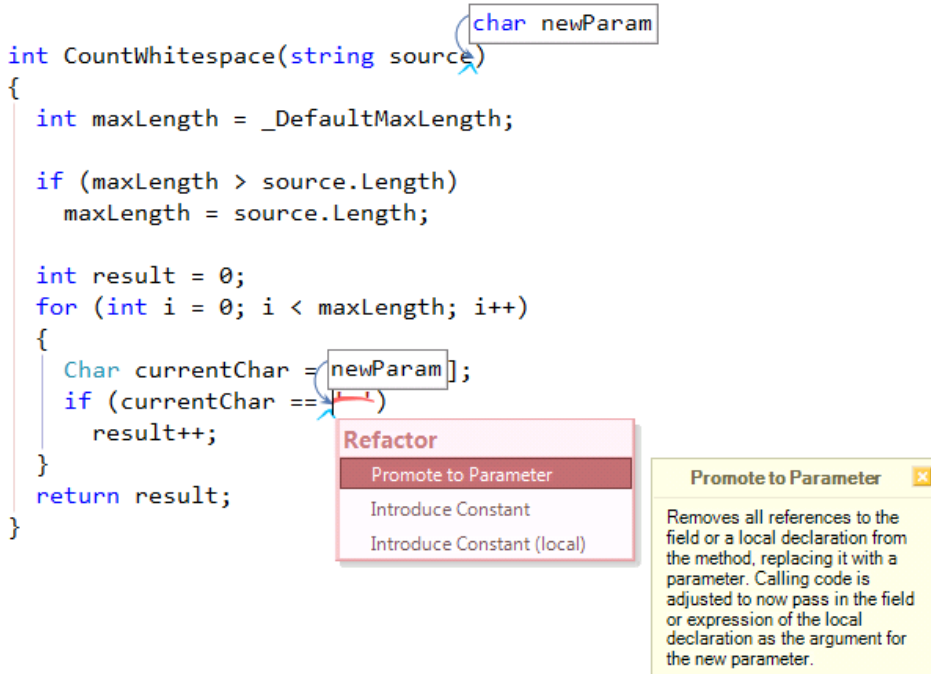 char newParam
int CountWhitespace(string source)
{
int maxLength = _DefaultMaxLength;
if (maxLength > source.Length)
maxLength = source.Length;
int result = 0;
for (int i = 0; i < maxLength; i++)
{
Char currentChar = newParam ];
if (currentChar == ' ')
result++;
}
return result;
}
Refactor
Promote to Parameter
Introduce Constant
Introduce Constant (local)
Promote to Parameter
Removes all references to the
field or a local declaration from
the method, replacing it with a
parameter. Calling code is
adjusted to now pass in the field
or expression of the local
declaration as the argument for
the new parameter.